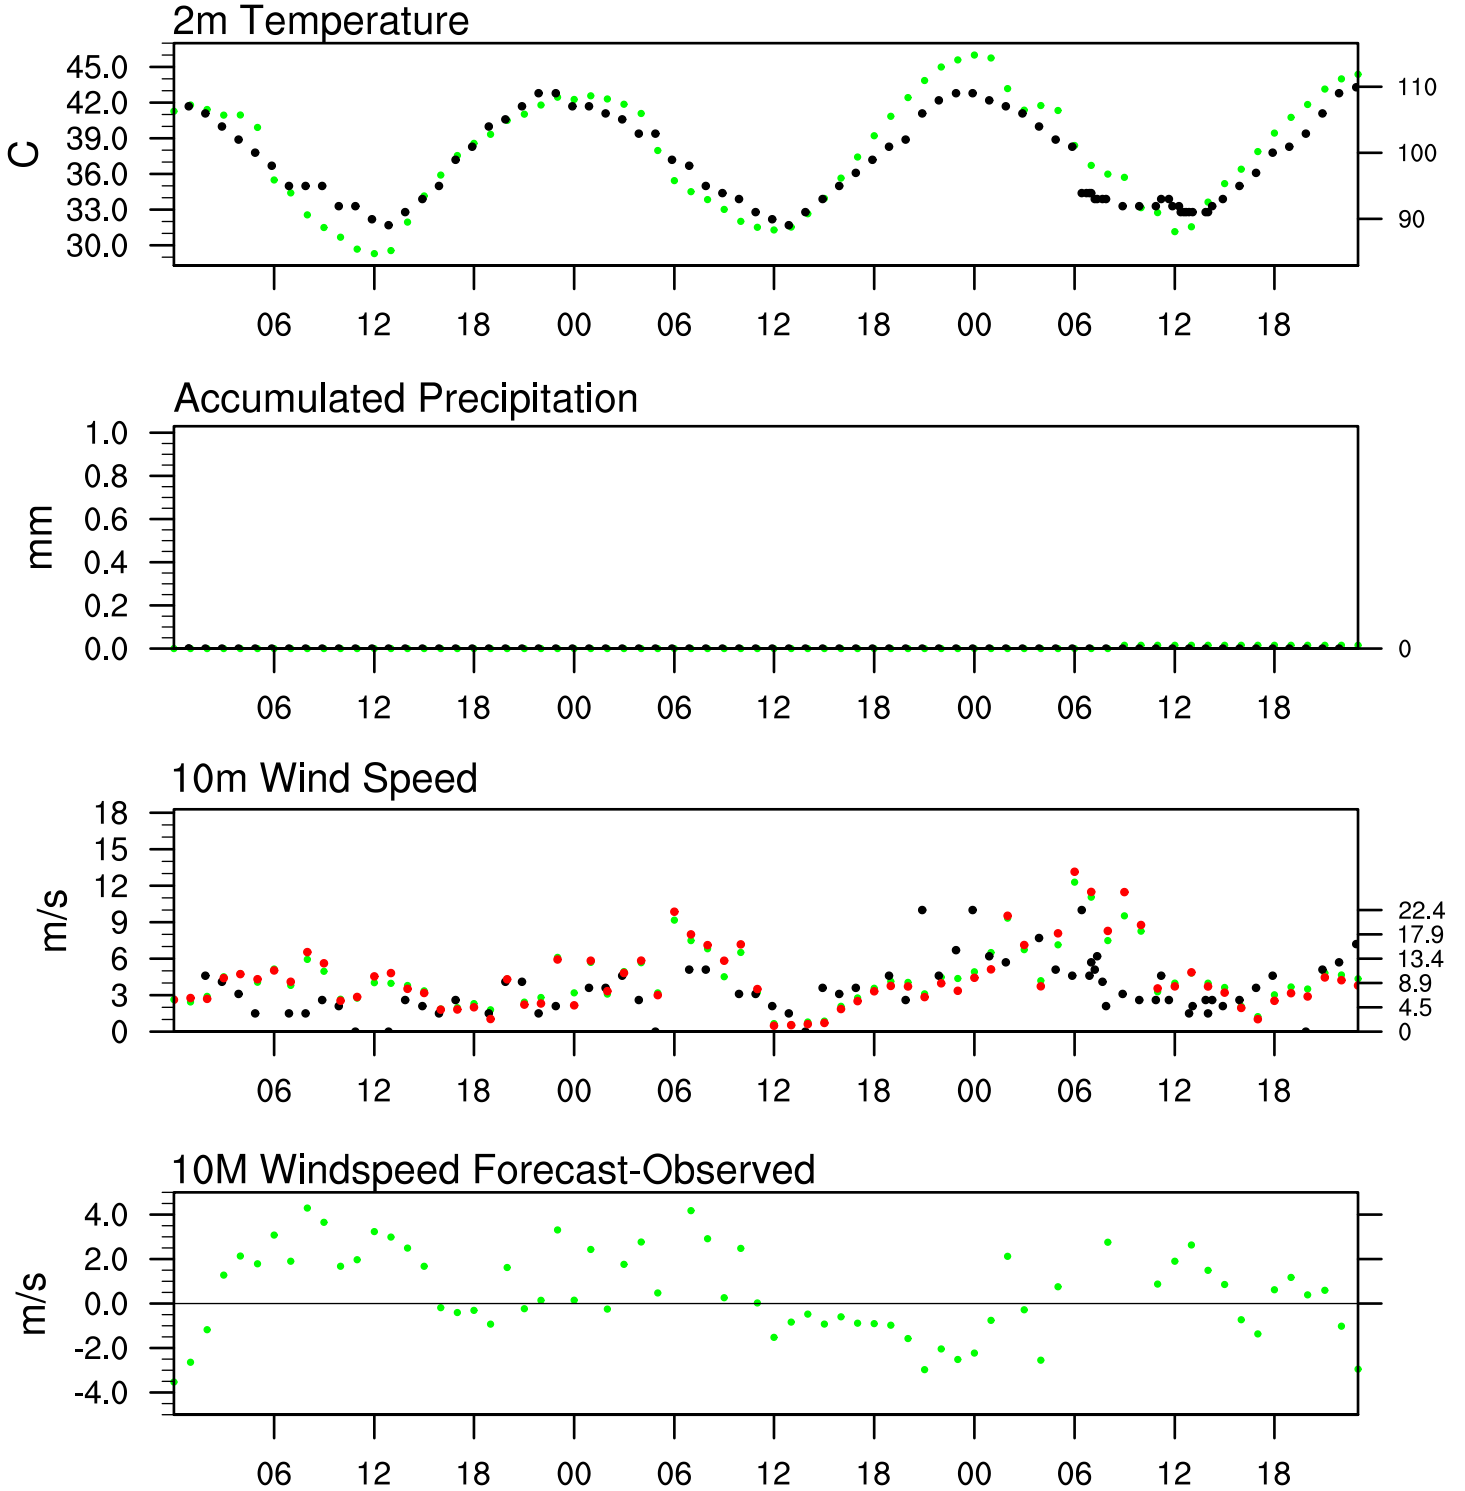 2m Temperature
45.0
42.0
39.0
36.0
33.0
30.0
C
110
100
90
06 12 18 00 06 12 18 00 06 12 18
Accumulated Precipitation
1.0
0.8
0.6
0.4
0.2
0.0
mm
0
06 12 18 00 06 12 18 00 06 12 18
10m Wind Speed
18
15
12
9
6
3
0
m/s
22.4
17.9
13.4
8.9
4.5
0
06 12 18 00 06 12 18 00 06 12 18
10M Windspeed Forecast-Observed
4.0
2.0
0.0
-2.0
-4.0
m/s
06 12 18 00 06 12 18 00 06 12 18